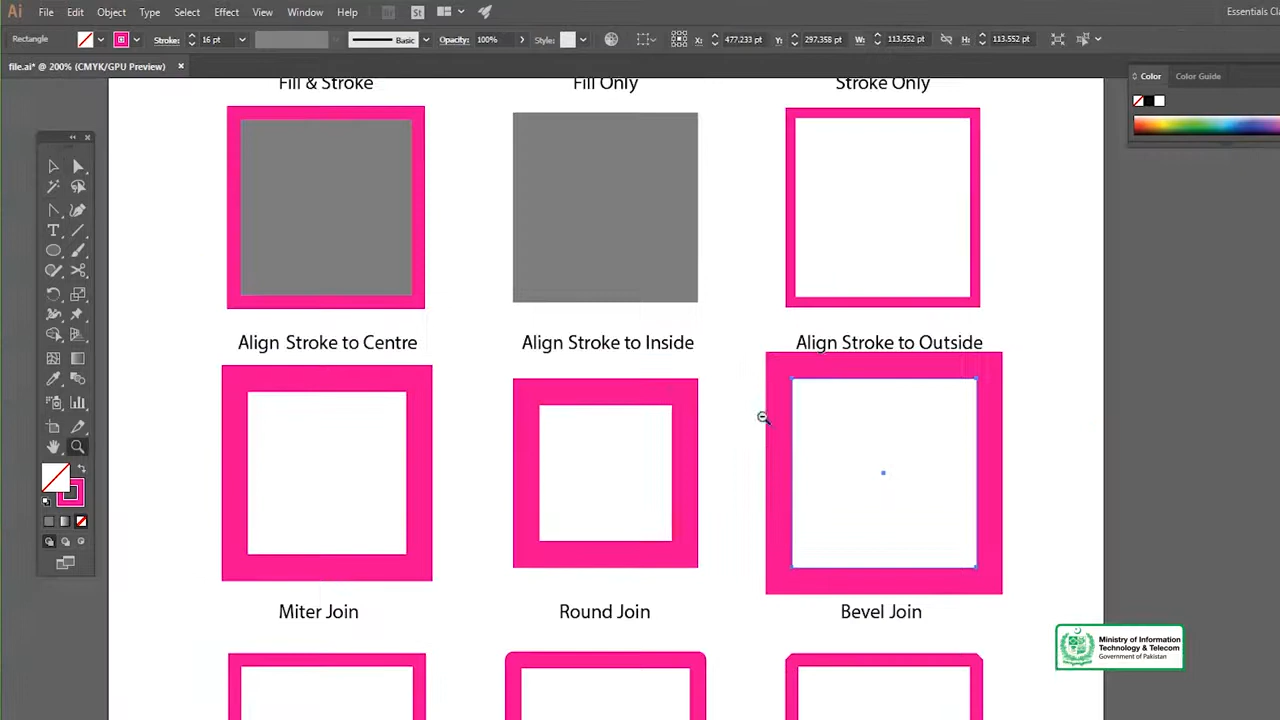 Ai File Edit Object Type Select Effect View Window Help Br St Essentials Cl
Rectangle Stroke: 16 pt Basic Opacity: 100% Style: X: 477.233 pt Y: 297.358 pt W: 113.552 pt H: 113.552 pt
file.ai* @ 200% (CMYK/GPU Preview) ×
Color Color Guide
Fill & Stroke Fill Only Stroke Only
Align Stroke to Centre Align Stroke to Inside Align Stroke to Outside
Miter Join Round Join Bevel Join
Ministry of Information
Technology & Telecom
Government of Pakistan